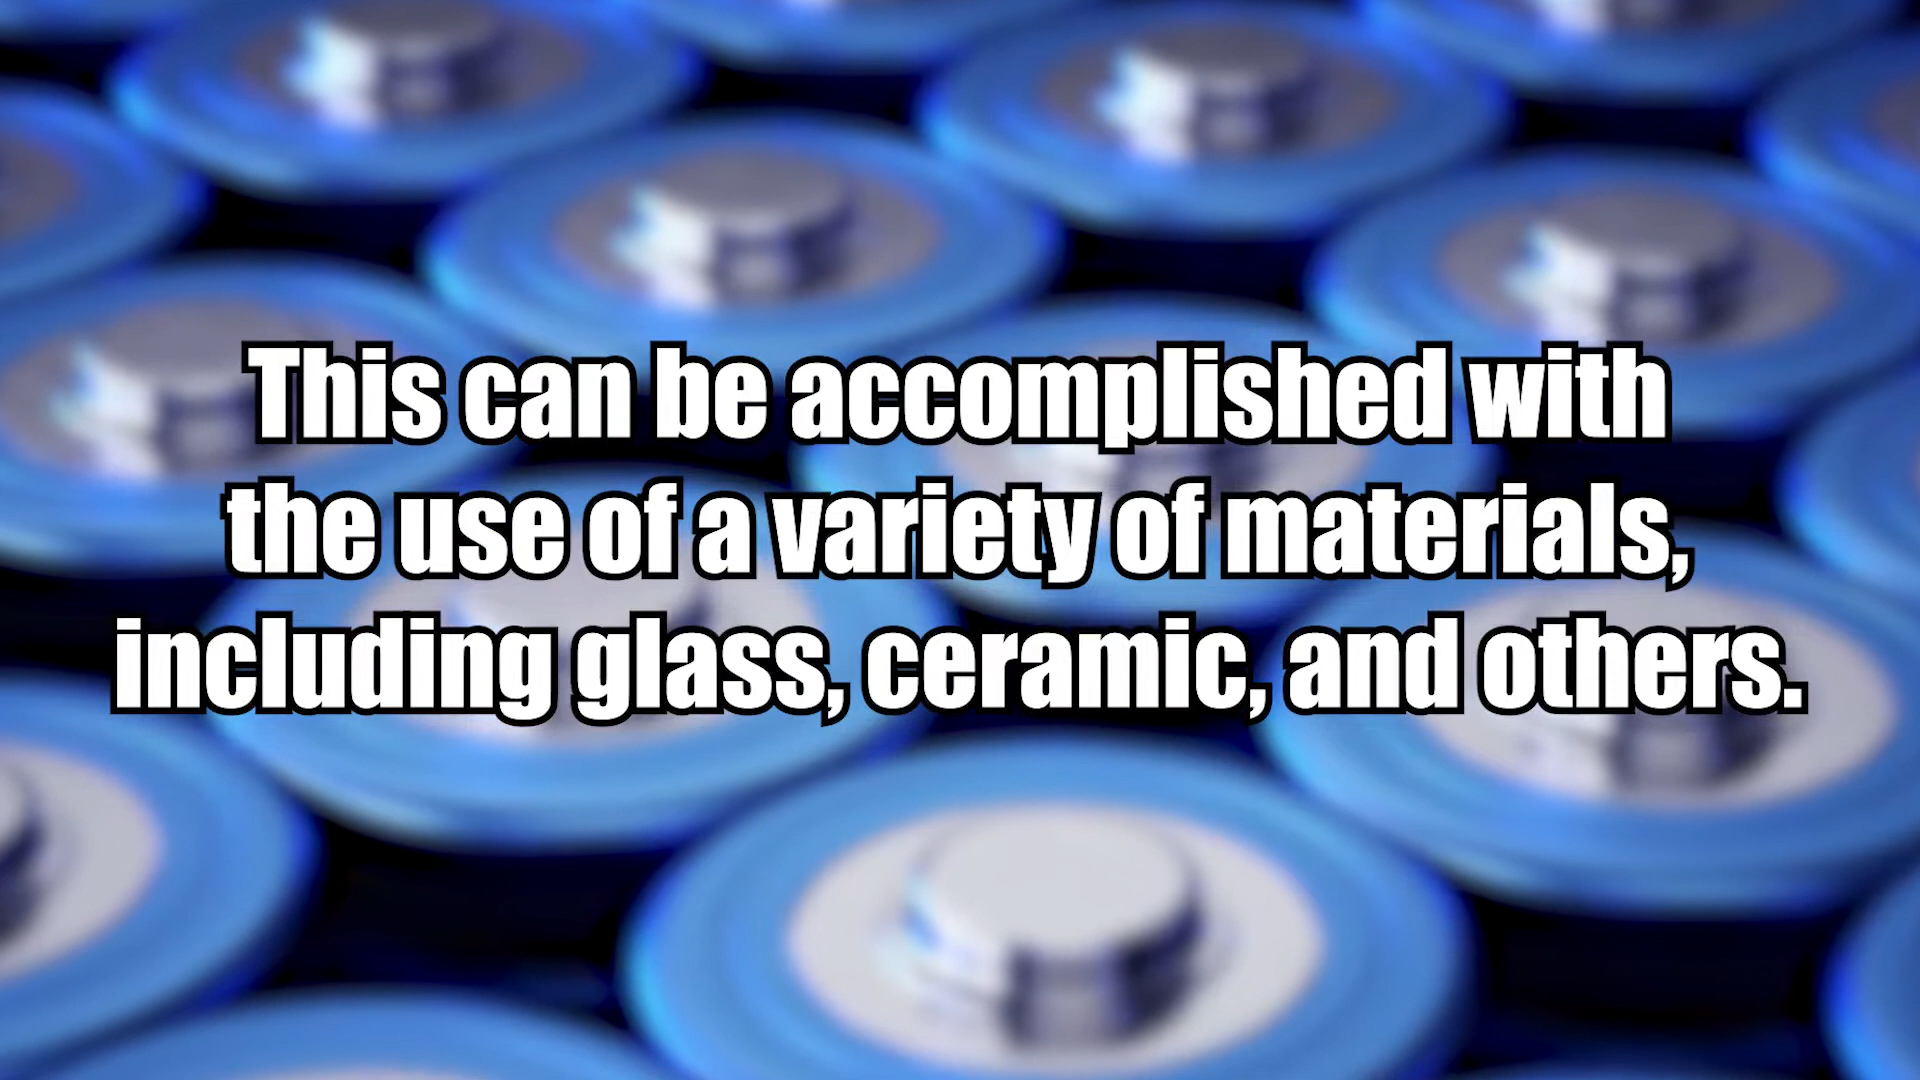 This can be accomplished with
the use of a variety of materials,
including glass, ceramic, and others.